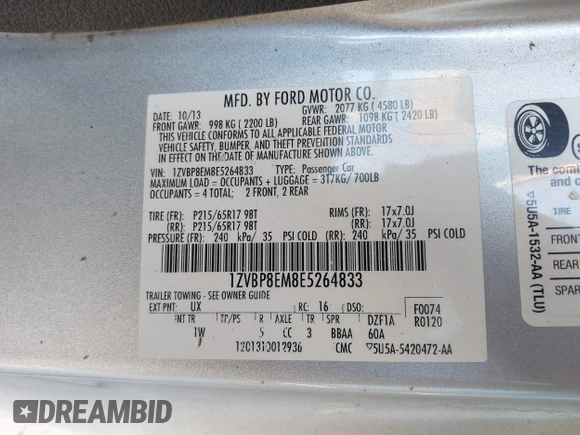 MFD. BY FORD MOTOR CO.
DATE: 10/13 GVWR: 2077 KG ( 4580 LB)
FRONT GAWR: 998 KG ( 2200 LB) REAR GAWR: 1098 KG ( 2420 LB)
THIS VEHICLE CONFORMS TO ALL APPLICABLE FEDERAL MOTOR
VEHICLE SAFETY, BUMPER, AND THEFT PREVENTION STANDARDS
IN EFFECT ON THE DATE OF MANUFACTURE SHOWN ABOVE.
VIN: 1ZVBP8EM8E5264833 TYPE: Passenger Car
MAXIMUM LOAD = OCCUPANTS + LUGGAGE = 317KG/ 700LB
OCCUPANTS = 4 TOTAL; 2 FRONT, 2 REAR
TIRE (FR): P215/65R17 98T RIMS (FR): 17x7.0J
(RR): P215/65R17 98T (RR): 17x7.0J
PRESSURE (FR): 240 kPa/ 35 PSI COLD (RR): 240 kPa/ 35 PSI COLD
1ZVBP8EM8E5264833
TRAILER TOWING - SEE OWNER GUIDE
EXT PNT: UX RC: 16 DSO: F0074
INT TR TP/PS R AXLE TR SPR DZF1A R0120
1W 5 CC 3 BBAA 60A
1201310012936 CMC ▽5U5A-5420472-AA
The comb
and c
▽5U5A-1532-AA (TLU)
TIRE
FRONT
REAR
SPAR
DREAMBID